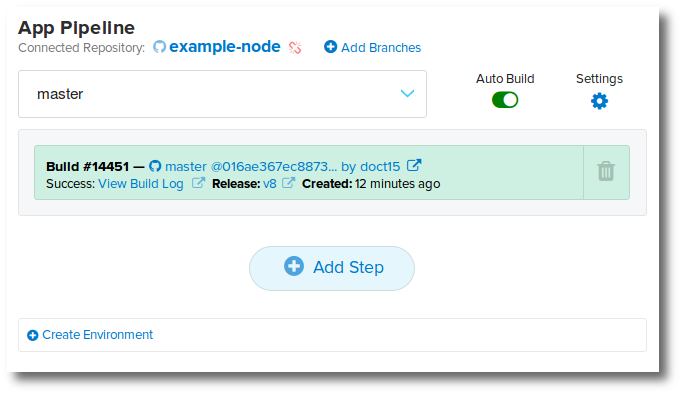 App Pipeline
Connected Repository: example-node Add Branches
master
Auto Build
Settings
Build #14451 — master @016ae367ec8873... by doct15
Success: View Build Log Release: v8 Created: 12 minutes ago
Add Step
Create Environment